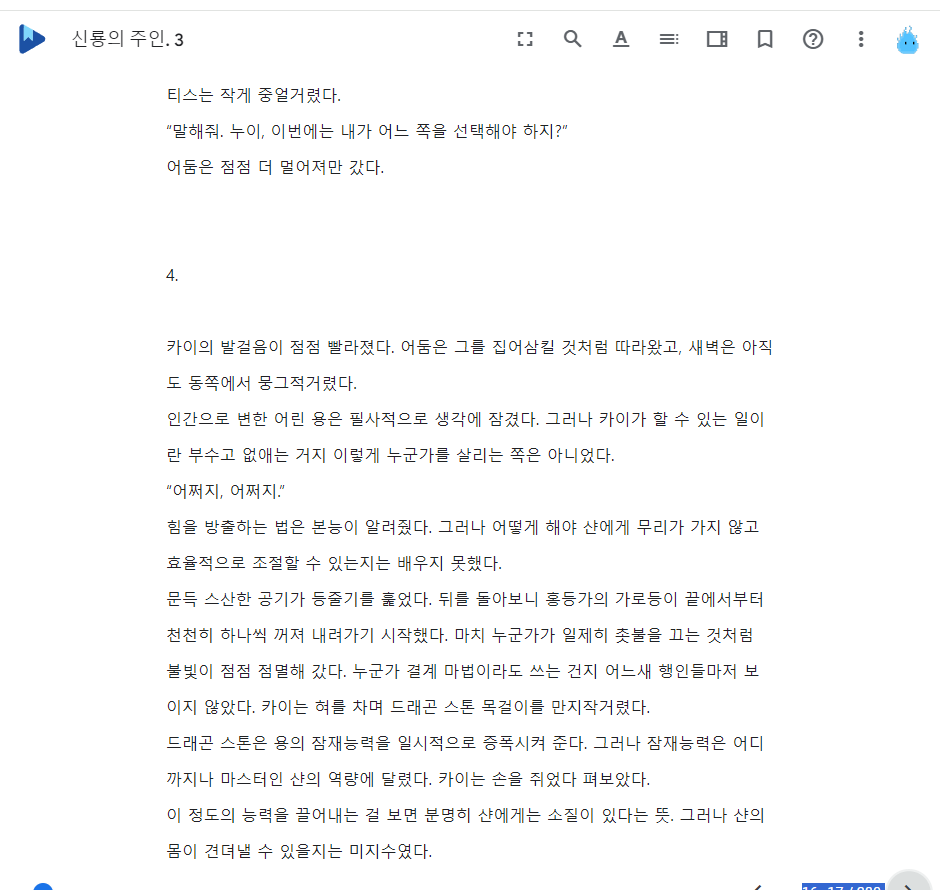 신룡의 주인. 3
티스는 작게 중얼거렸다.
“말해줘. 누이, 이번에는 내가 어느 쪽을 선택해야 하지?”
어둠은 점점 더 멀어져만 갔다.
4.
카이의 발걸음이 점점 빨라졌다. 어둠은 그를 집어삼킬 것처럼 따라왔고, 새벽은 아직
도 동쪽에서 뭉그적거렸다.
인간으로 변한 어린 용은 필사적으로 생각에 잠겼다. 그러나 카이가 할 수 있는 일이
란 부수고 없애는 거지 이렇게 누군가를 살리는 쪽은 아니었다.
“어쩌지, 어쩌지.”
힘을 방출하는 법은 본능이 알려줬다. 그러나 어떻게 해야 샨에게 무리가 가지 않고
효율적으로 조절할 수 있는지는 배우지 못했다.
문득 스산한 공기가 등줄기를 훑었다. 뒤를 돌아보니 홍등가의 가로등이 끝에서부터
천천히 하나씩 꺼져 내려가기 시작했다. 마치 누군가가 일제히 촛불을 끄는 것처럼
불빛이 점점 점멸해 갔다. 누군가 결계 마법이라도 쓰는 건지 어느새 행인들마저 보
이지 않았다. 카이는 혀를 차며 드래곤 스톤 목걸이를 만지작거렸다.
드래곤 스톤은 용의 잠재능력을 일시적으로 증폭시켜 준다. 그러나 잠재능력은 어디
까지나 마스터인 샨의 역량에 달렸다. 카이는 손을 쥐었다 펴보았다.
이 정도의 능력을 끌어내는 걸 보면 분명히 샨에게는 소질이 있다는 뜻. 그러나 샨의
몸이 견뎌낼 수 있을지는 미지수였다.